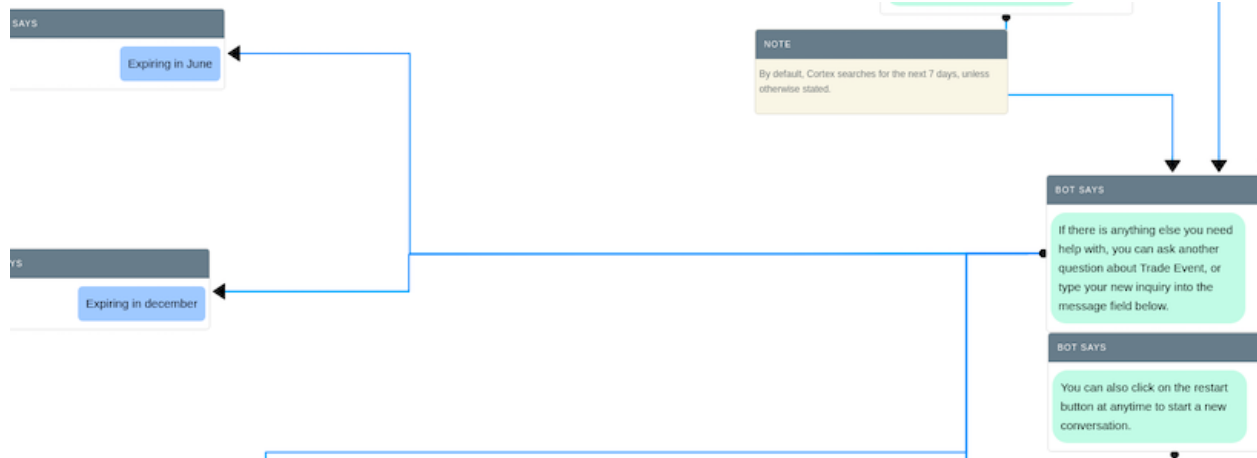 SAYS
Expiring in June
NOTE
By default, Cortex searches for the next 7 days, unless
otherwise stated.
BOT SAYS
If there is anything else you need
help with, you can ask another
question about Trade Event, or
type your new inquiry into the
message field below.
YS
Expiring in december
BOT SAYS
You can also click on the restart
button at anytime to start a new
conversation.